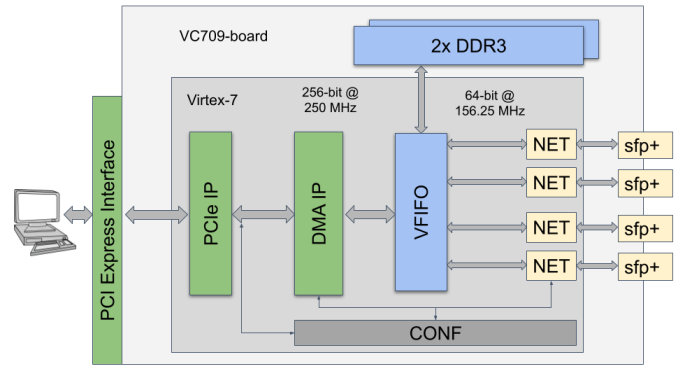 VC709-board
2x DDR3
Virtex-7
256-bit @
250 MHz
64-bit @
156.25 MHz
PCI Express Interface
PCIe IP
DMA IP
VFIFO
NET
sfp+
NET
sfp+
NET
sfp+
NET
sfp+
CONF